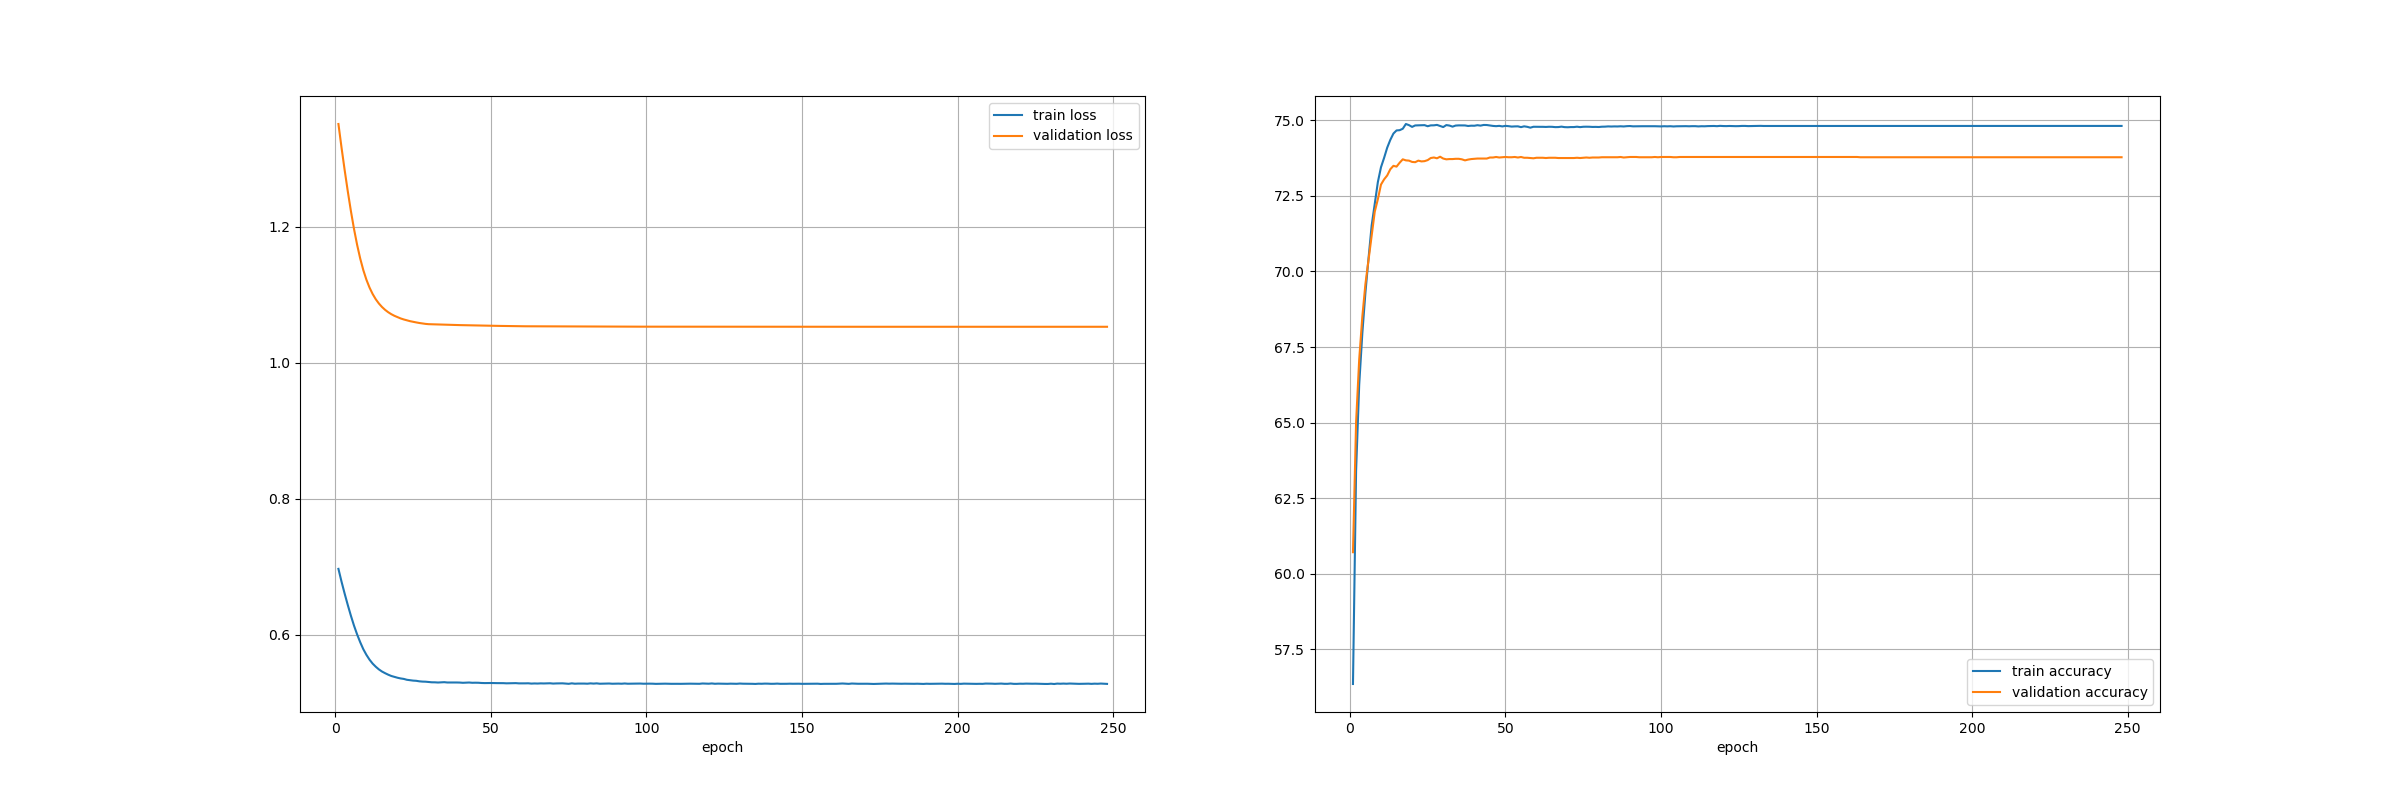 train loss
validation loss
1.2
1.0
0.8
0.6
0 50 100 150 200 250
epoch
75.0
72.5
70.0
67.5
65.0
62.5
60.0
57.5
train accuracy
validation accuracy
0 50 100 150 200 250
epoch